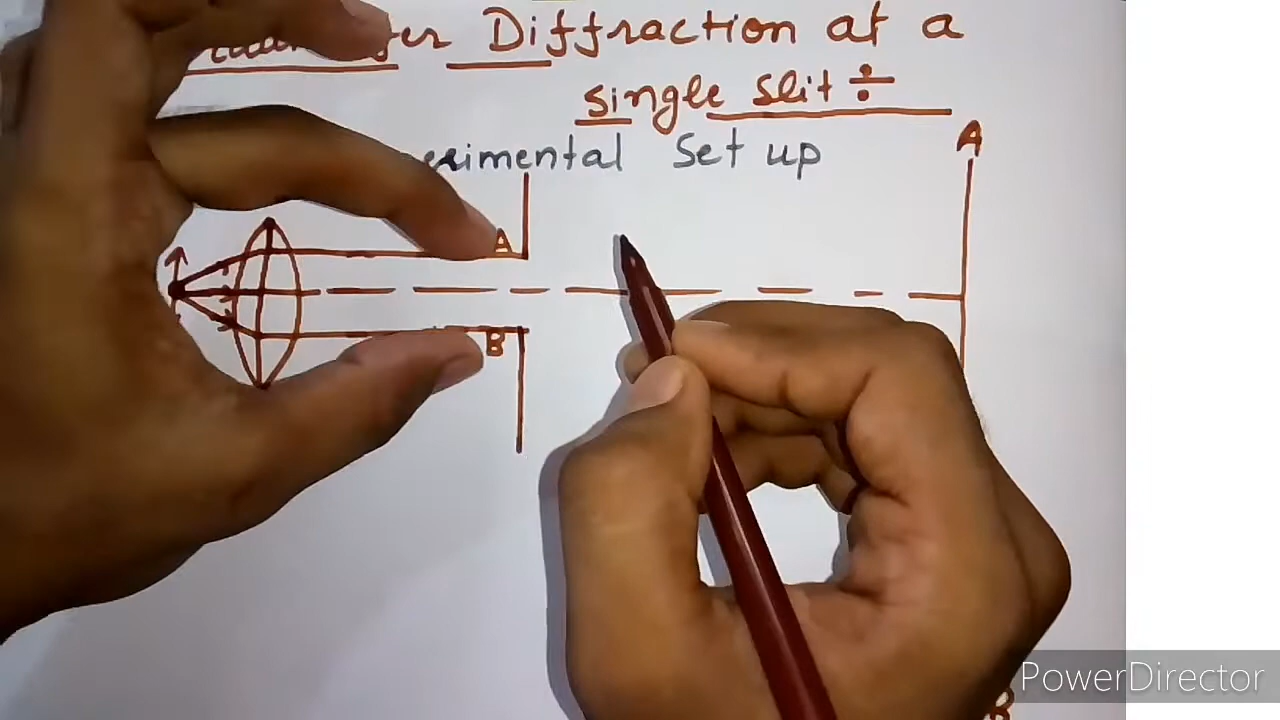 Diffraction at a
single slit ÷
Set up
A
A
B
B
PowerDirector